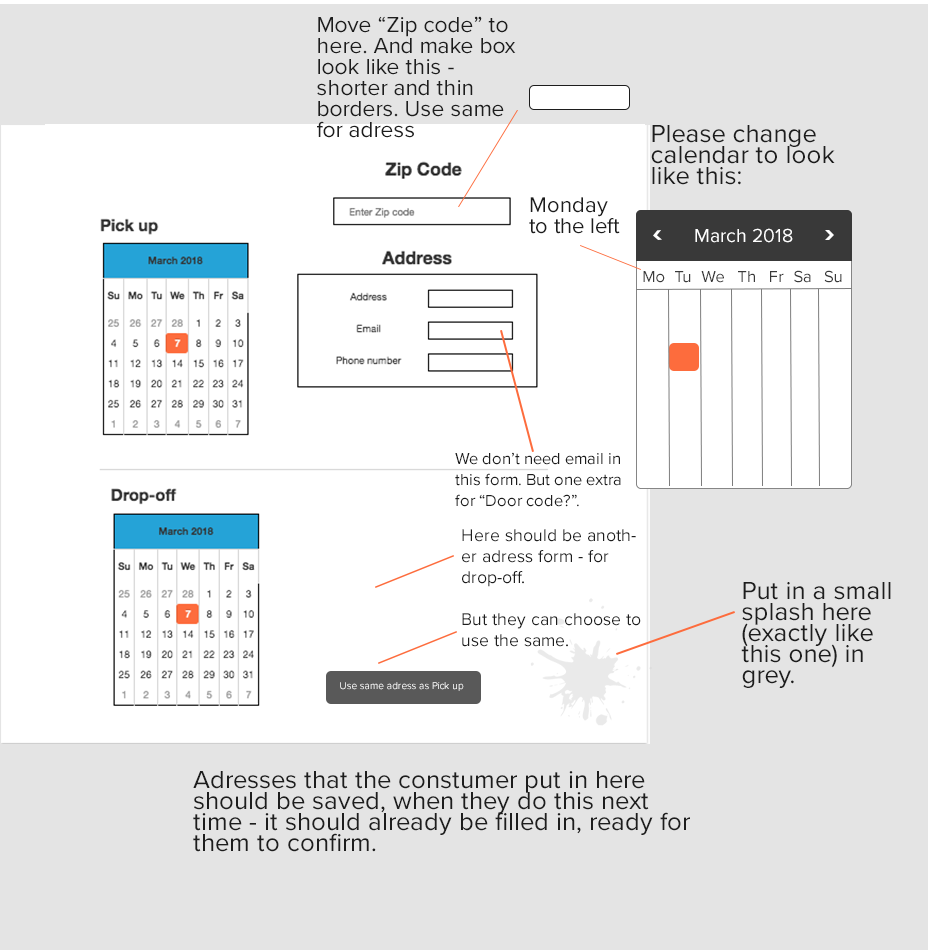 Move “Zip code” to
here. And make box
look like this -
shorter and thin
borders. Use same
for adress
Please change
calendar to look
like this:
Zip Code
Enter Zip code
Monday
to the left
‹ March 2018 ›
Mo Tu We Th Fr Sa Su
Pick up
March 2018
Su Mo Tu We Th Fr Sa
25 26 27 28 1 2 3
4 5 6 7 8 9 10
11 12 13 14 15 16 17
18 19 20 21 22 23 24
25 26 27 28 29 30 31
1 2 3 4 5 6 7
Address
Address
Email
Phone number
We don’t need email in
this form. But one extra
for “Door code?”.
Drop-off
March 2018
Su Mo Tu We Th Fr Sa
25 26 27 28 1 2 3
4 5 6 7 8 9 10
11 12 13 14 15 16 17
18 19 20 21 22 23 24
25 26 27 28 29 30 31
1 2 3 4 5 6 7
Here should be anoth-
er adress form - for
drop-off.
But they can choose to
use the same.
Use same adress as Pick up
Put in a small
splash here
(exactly like
this one) in
grey.
Adresses that the constumer put in here
should be saved, when they do this next
time - it should already be filled in, ready for
them to confirm.